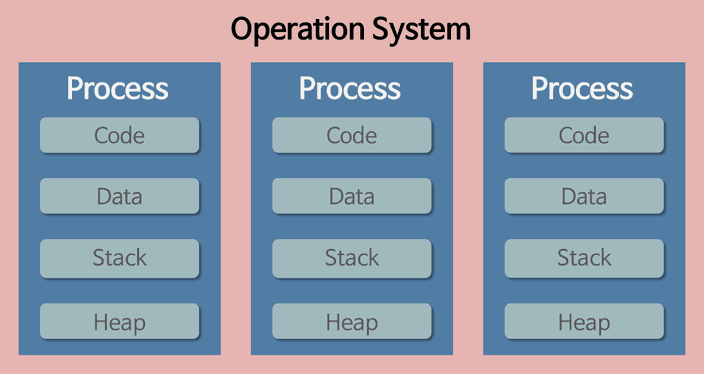 Operation System
Process
Code
Data
Stack
Heap
Process
Code
Data
Stack
Heap
Process
Code
Data
Stack
Heap